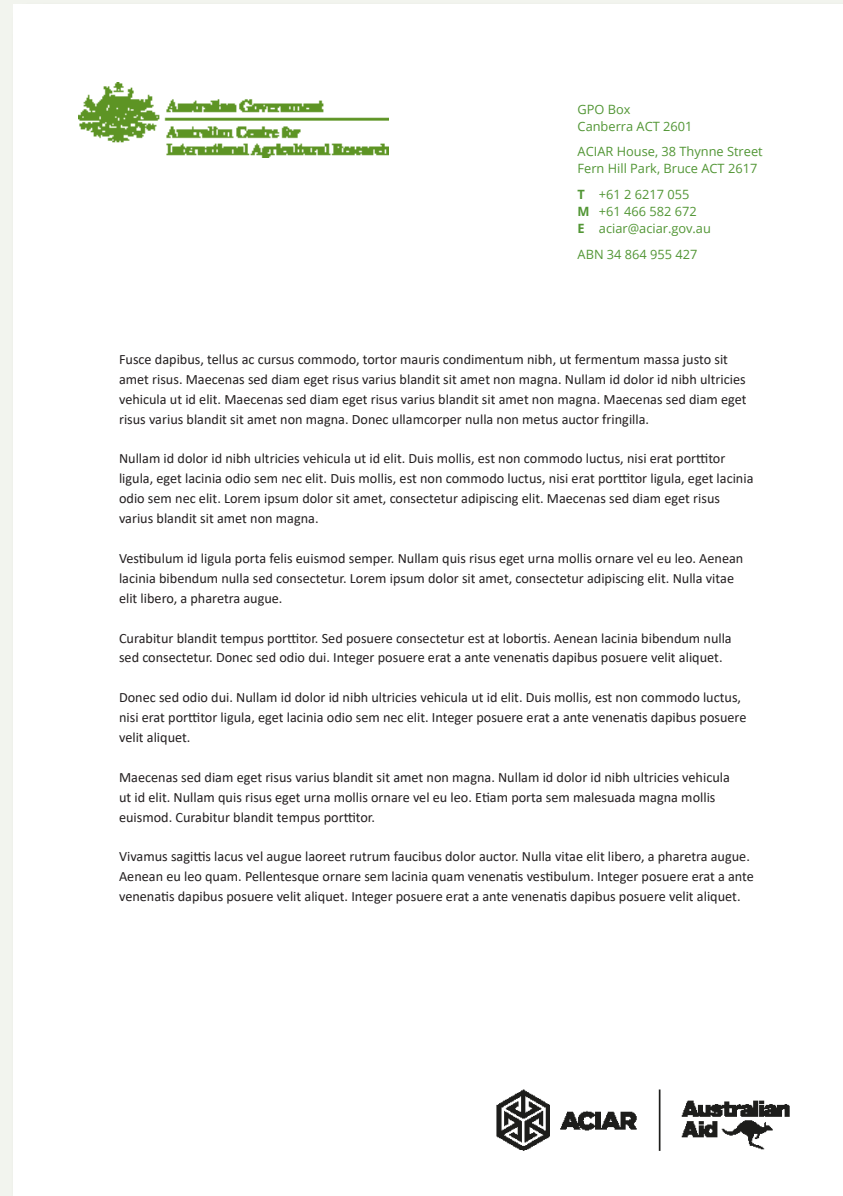 Australian Government
Australian Centre for
International Agricultural Research
GPO Box
Canberra ACT 2601
ACIAR House, 38 Thynne Street
Fern Hill Park, Bruce ACT 2617
T +61 2 6217 055
M +61 466 582 672
E aciar@aciar.gov.au
ABN 34 864 955 427
Fusce dapibus, tellus ac cursus commodo, tortor mauris condimentum nibh, ut fermentum massa justo sit
amet risus. Maecenas sed diam eget risus varius blandit sit amet non magna. Nullam id dolor id nibh ultricies
vehicula ut id elit. Maecenas sed diam eget risus varius blandit sit amet non magna. Maecenas sed diam eget
risus varius blandit sit amet non magna. Donec ullamcorper nulla non metus auctor fringilla.
Nullam id dolor id nibh ultricies vehicula ut id elit. Duis mollis, est non commodo luctus, nisi erat porttitor
ligula, eget lacinia odio sem nec elit. Duis mollis, est non commodo luctus, nisi erat porttitor ligula, eget lacinia
odio sem nec elit. Lorem ipsum dolor sit amet, consectetur adipiscing elit. Maecenas sed diam eget risus
varius blandit sit amet non magna.
Vestibulum id ligula porta felis euismod semper. Nullam quis risus eget urna mollis ornare vel eu leo. Aenean
lacinia bibendum nulla sed consectetur. Lorem ipsum dolor sit amet, consectetur adipiscing elit. Nulla vitae
elit libero, a pharetra augue.
Curabitur blandit tempus porttitor. Sed posuere consectetur est at lobortis. Aenean lacinia bibendum nulla
sed consectetur. Donec sed odio dui. Integer posuere erat a ante venenatis dapibus posuere velit aliquet.
Donec sed odio dui. Nullam id dolor id nibh ultricies vehicula ut id elit. Duis mollis, est non commodo luctus,
nisi erat porttitor ligula, eget lacinia odio sem nec elit. Integer posuere erat a ante venenatis dapibus posuere
velit aliquet.
Maecenas sed diam eget risus varius blandit sit amet non magna. Nullam id dolor id nibh ultricies vehicula
ut id elit. Nullam quis risus eget urna mollis ornare vel eu leo. Etiam porta sem malesuada magna mollis
euismod. Curabitur blandit tempus porttitor.
Vivamus sagittis lacus vel augue laoreet rutrum faucibus dolor auctor. Nulla vitae elit libero, a pharetra augue.
Aenean eu leo quam. Pellentesque ornare sem lacinia quam venenatis vestibulum. Integer posuere erat a ante
venenatis dapibus posuere velit aliquet. Integer posuere erat a ante venenatis dapibus posuere velit aliquet.
ACIAR
Australian
Aid